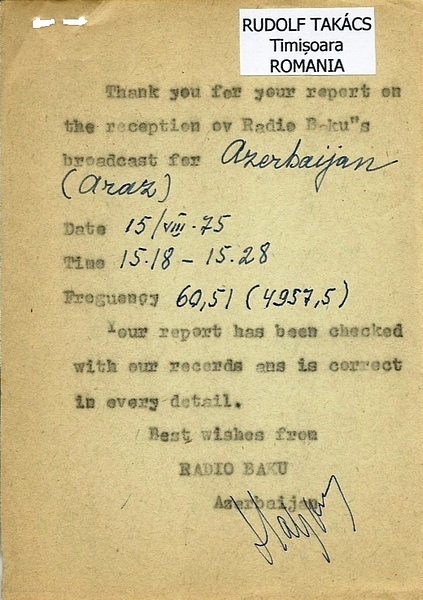 RUDOLF TAKÁCS
Timișoara
ROMANIA
Thank you for your report on
the reception ov Radio Baku"s
broadcast for Azerbaijan
(Araz)
Date 15/VIII.75
Time 15.18 – 15.28
Freguency 60,51 (4957,5)
Your report has been checked
with our records ans is correct
in every detail.
Best wishes from
RADIO BAKU
Azerbaijan